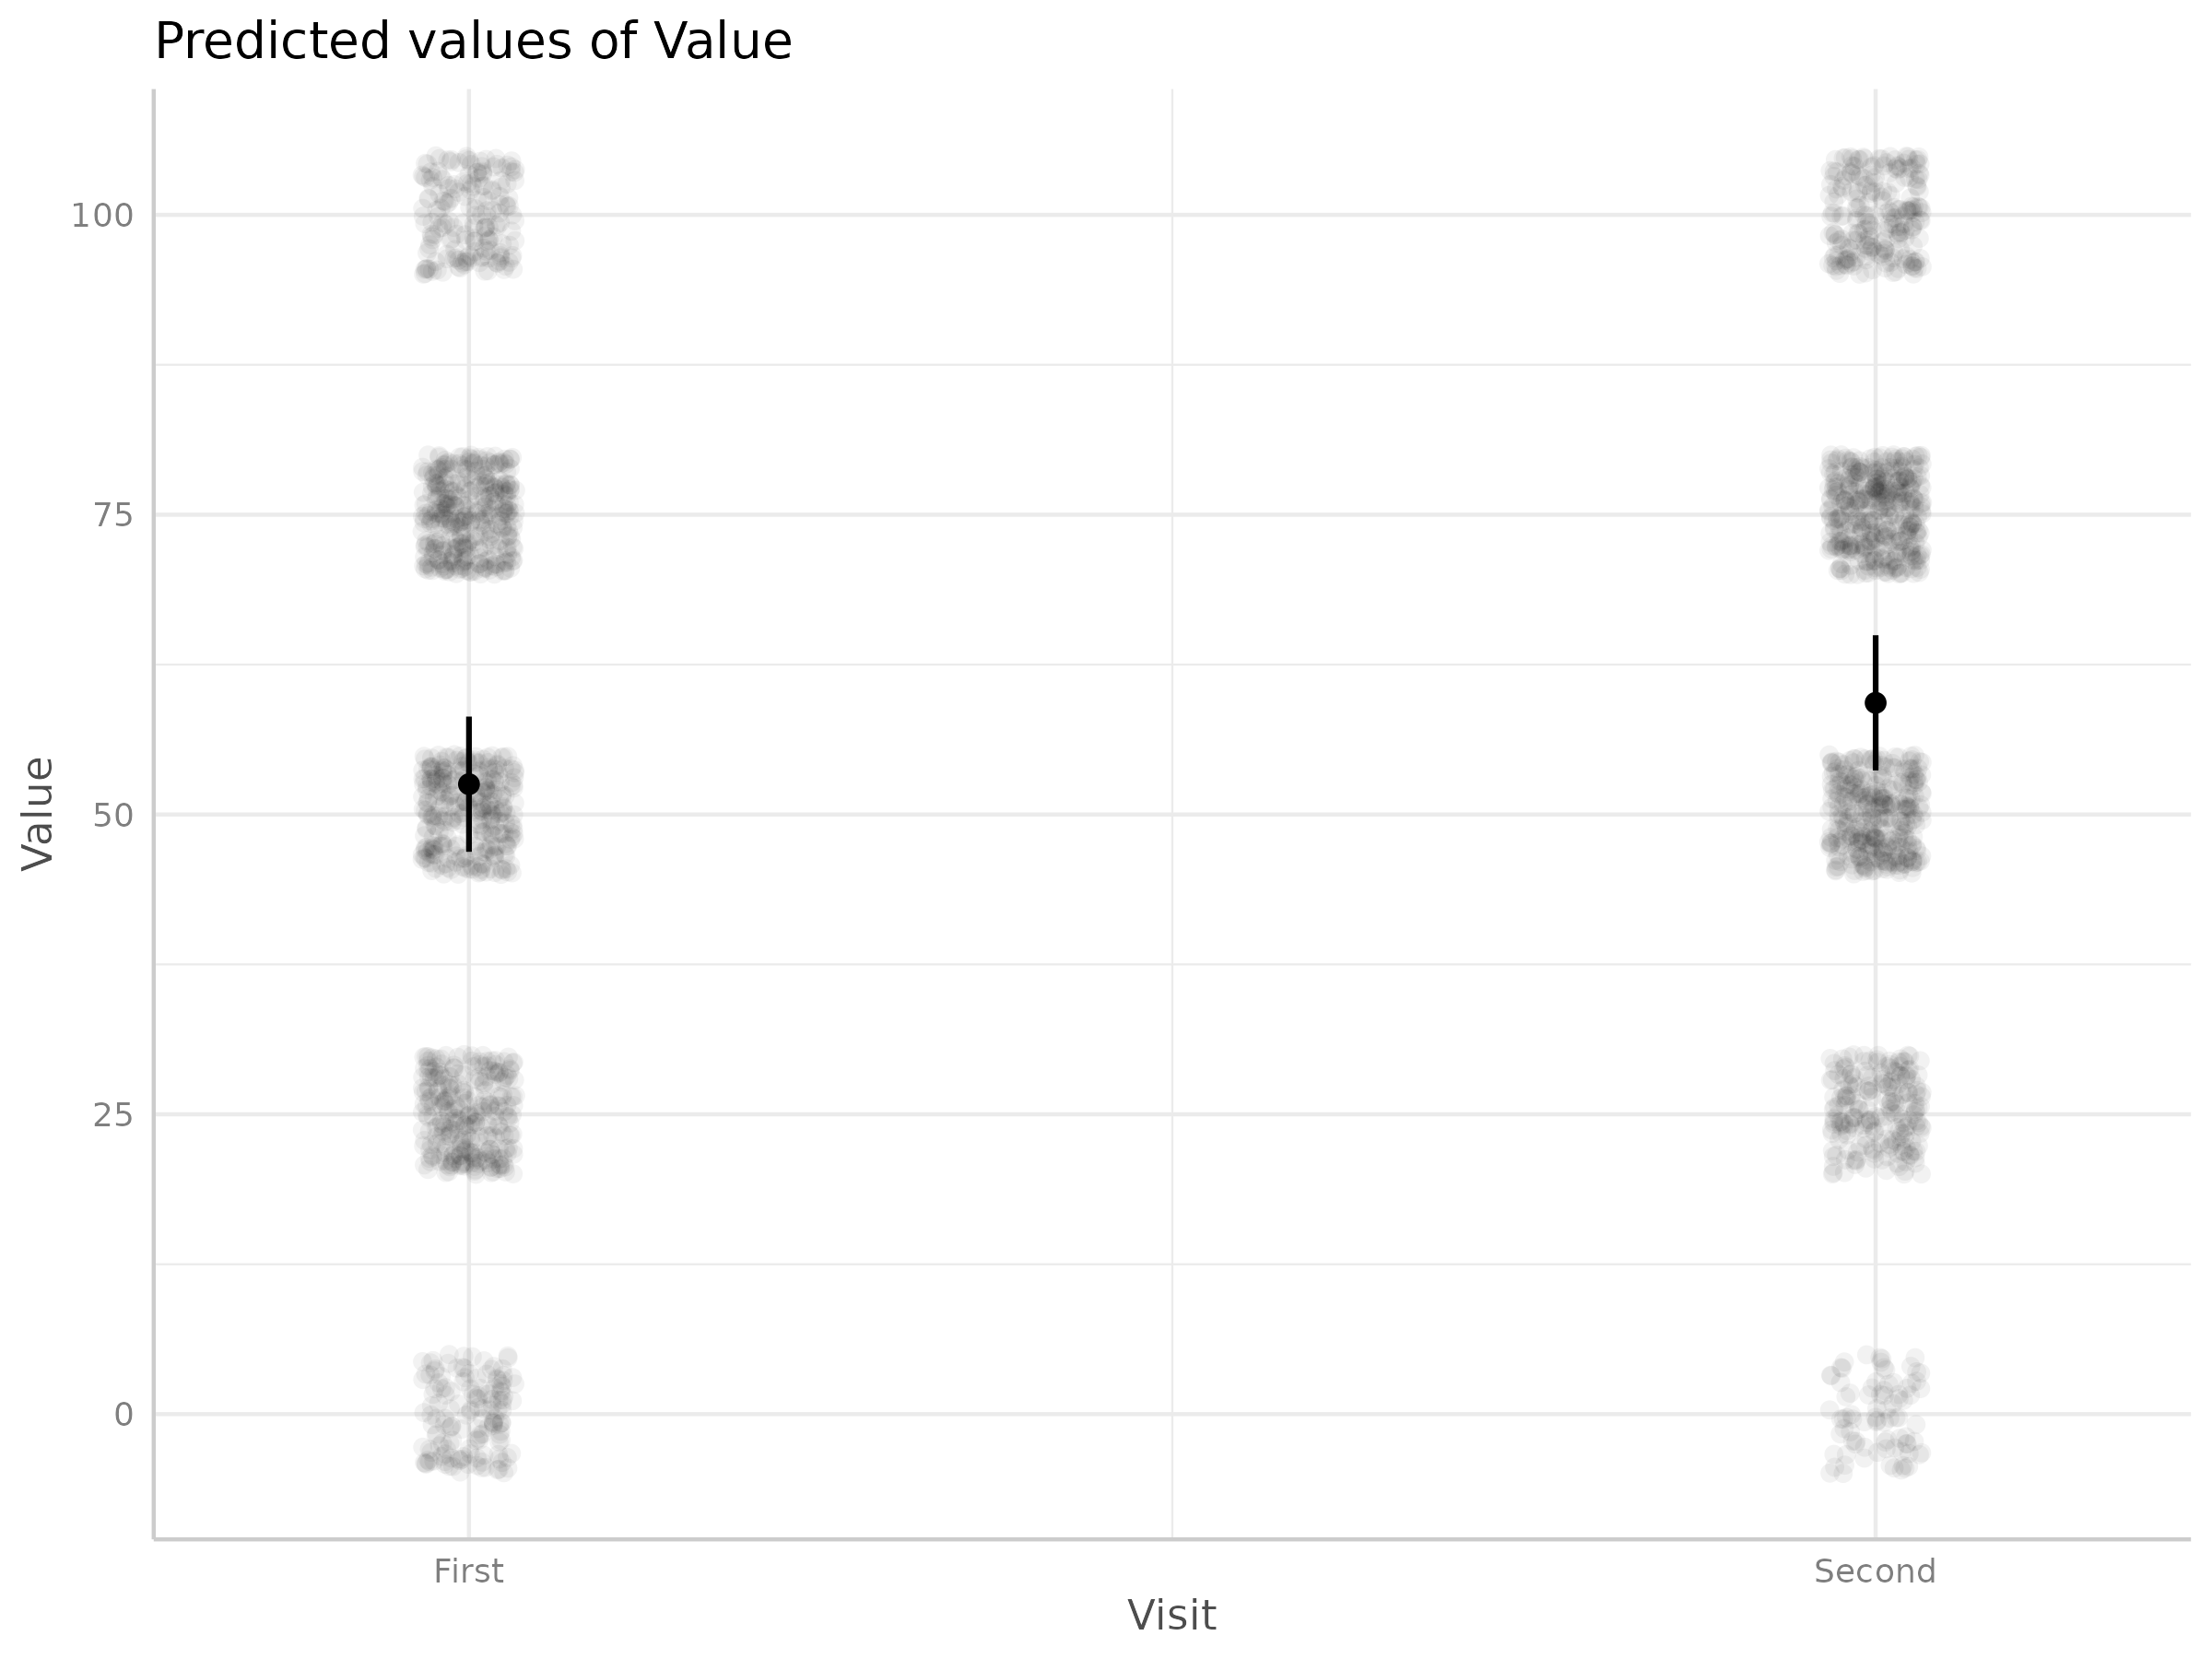 Predicted values of Value
100
75
50
25
0
Value
First
Second
Visit